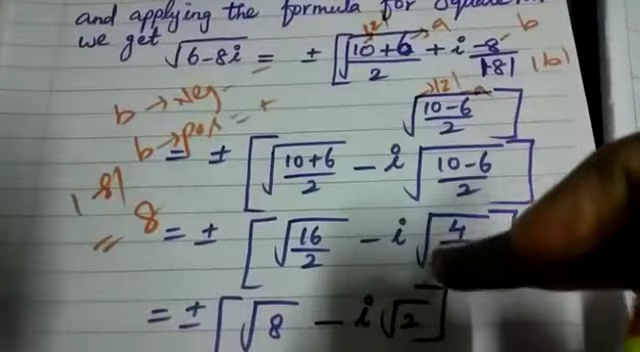 and applying the formula for square
we get √6-8i = ± [√10+6/2 + i -8/|-8| √10-6/2]
|z| a b |b|
|z| a
b → neg -
b → pos = +
= ± [√10+6/2 - i √10-6/2]
|8|
= 8
= ± [√16/2 - i √4
= ± [√8 - i √2]